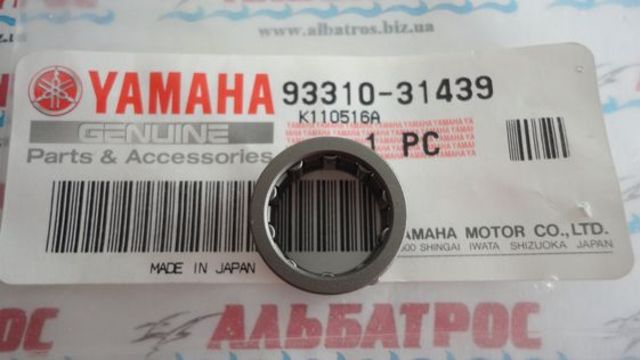 www.albatros.biz.ua
YAMAHA 93310-31439
K110516A
GENUINE
Parts & Accessories
1 PC
YAMAHA MOTOR CO.,LTD.
SHINGAI IWATA SHIZUOKA JAPAN
MADE IN JAPAN
АЛЬБАТРОС